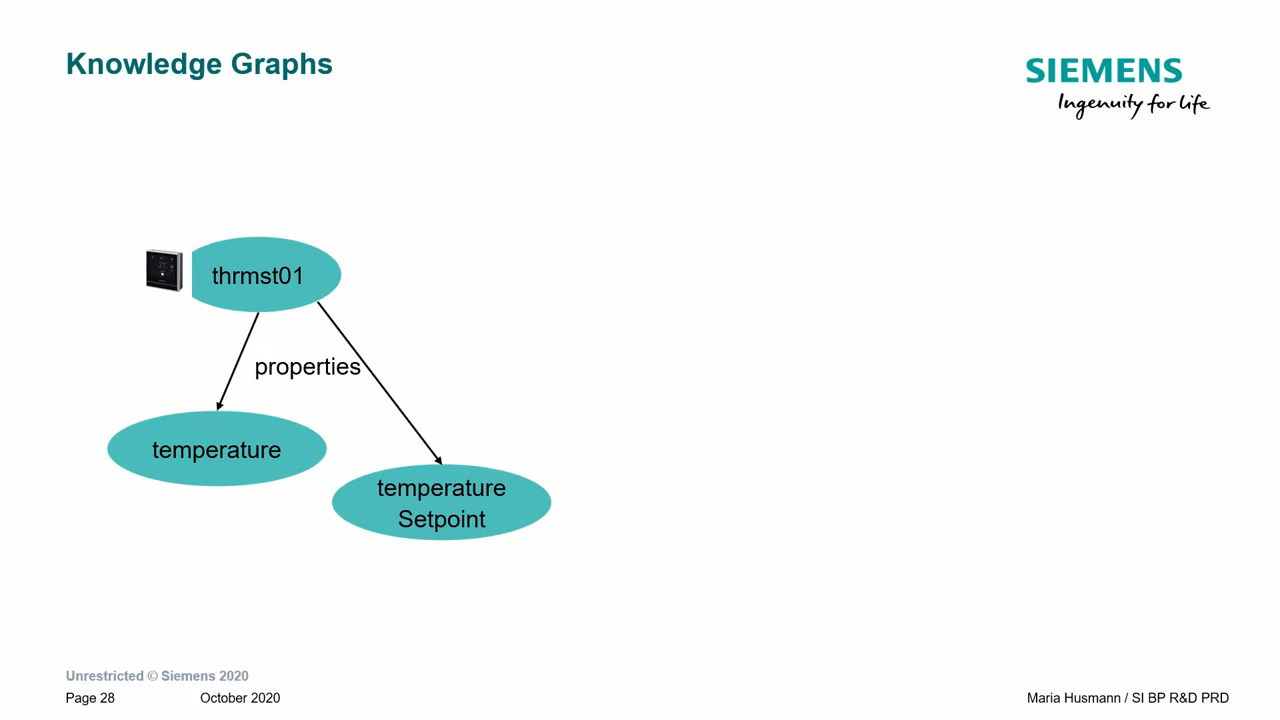 Knowledge Graphs
SIEMENS
Ingenuity for life
thrmst01
properties
temperature
temperature
Setpoint
Unrestricted © Siemens 2020
Page 28
October 2020
Maria Husmann / SI BP R&D PRD